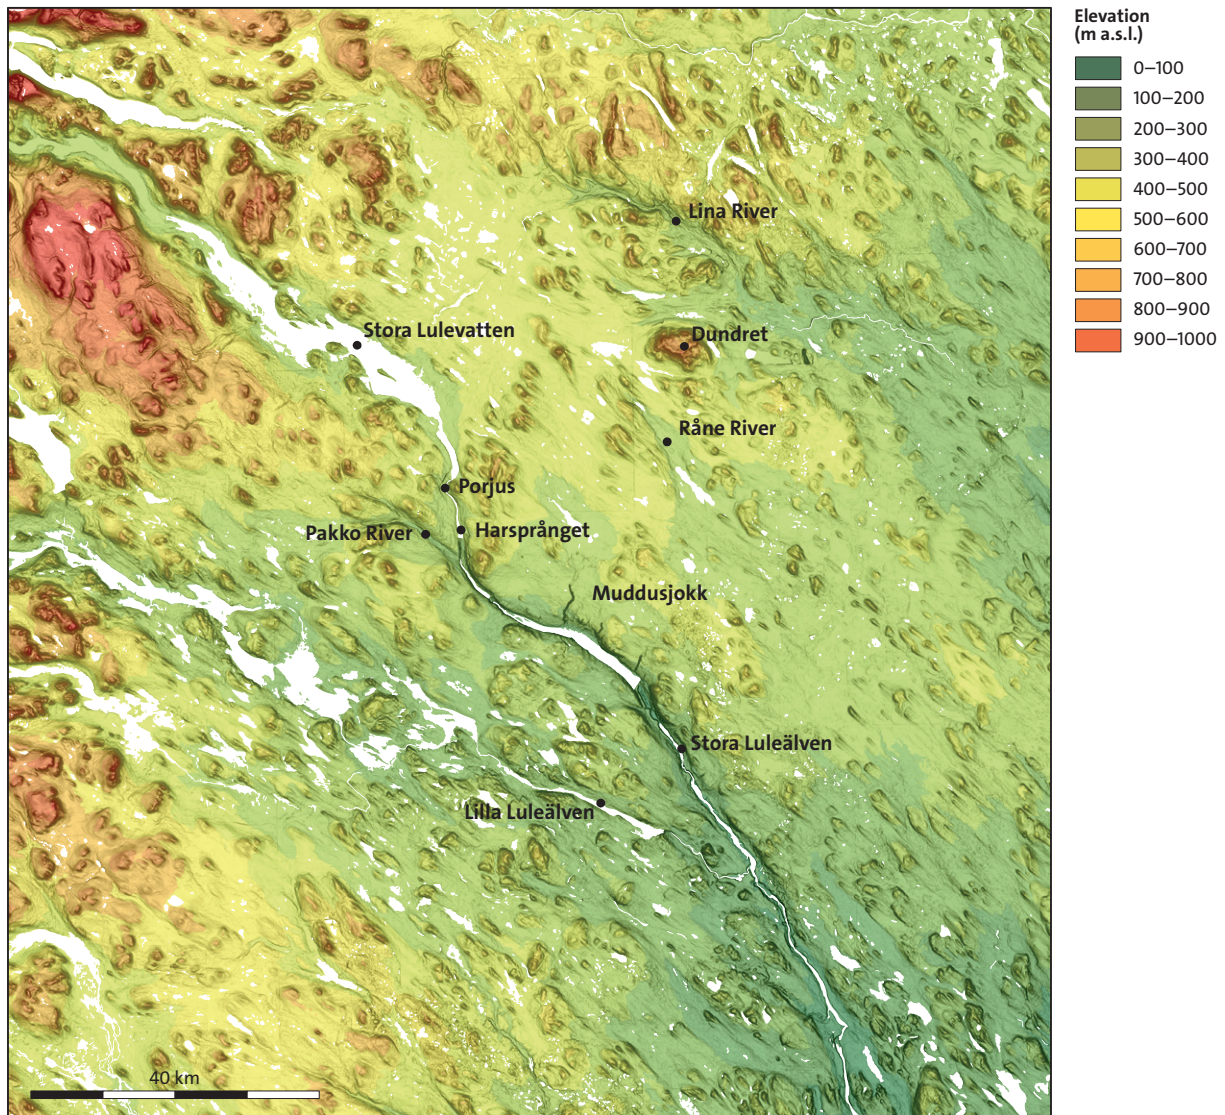 Elevation
(m a.s.l.)
0–100
100–200
200–300
300–400
400–500
500–600
600–700
700–800
800–900
900–1000
Lina River
Stora Lulevatten
Dundret
Råne River
Porjus
Harsprånget
Pakko River
Muddusjokk
Stora Luleälven
Lilla Luleälven
40 km